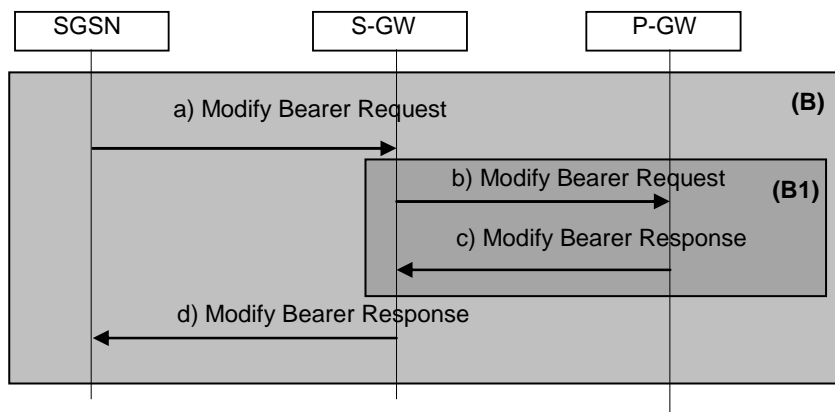 SGSN
S-GW
P-GW
(B)
a) Modify Bearer Request
b) Modify Bearer Request
(B1)
c) Modify Bearer Response
d) Modify Bearer Response